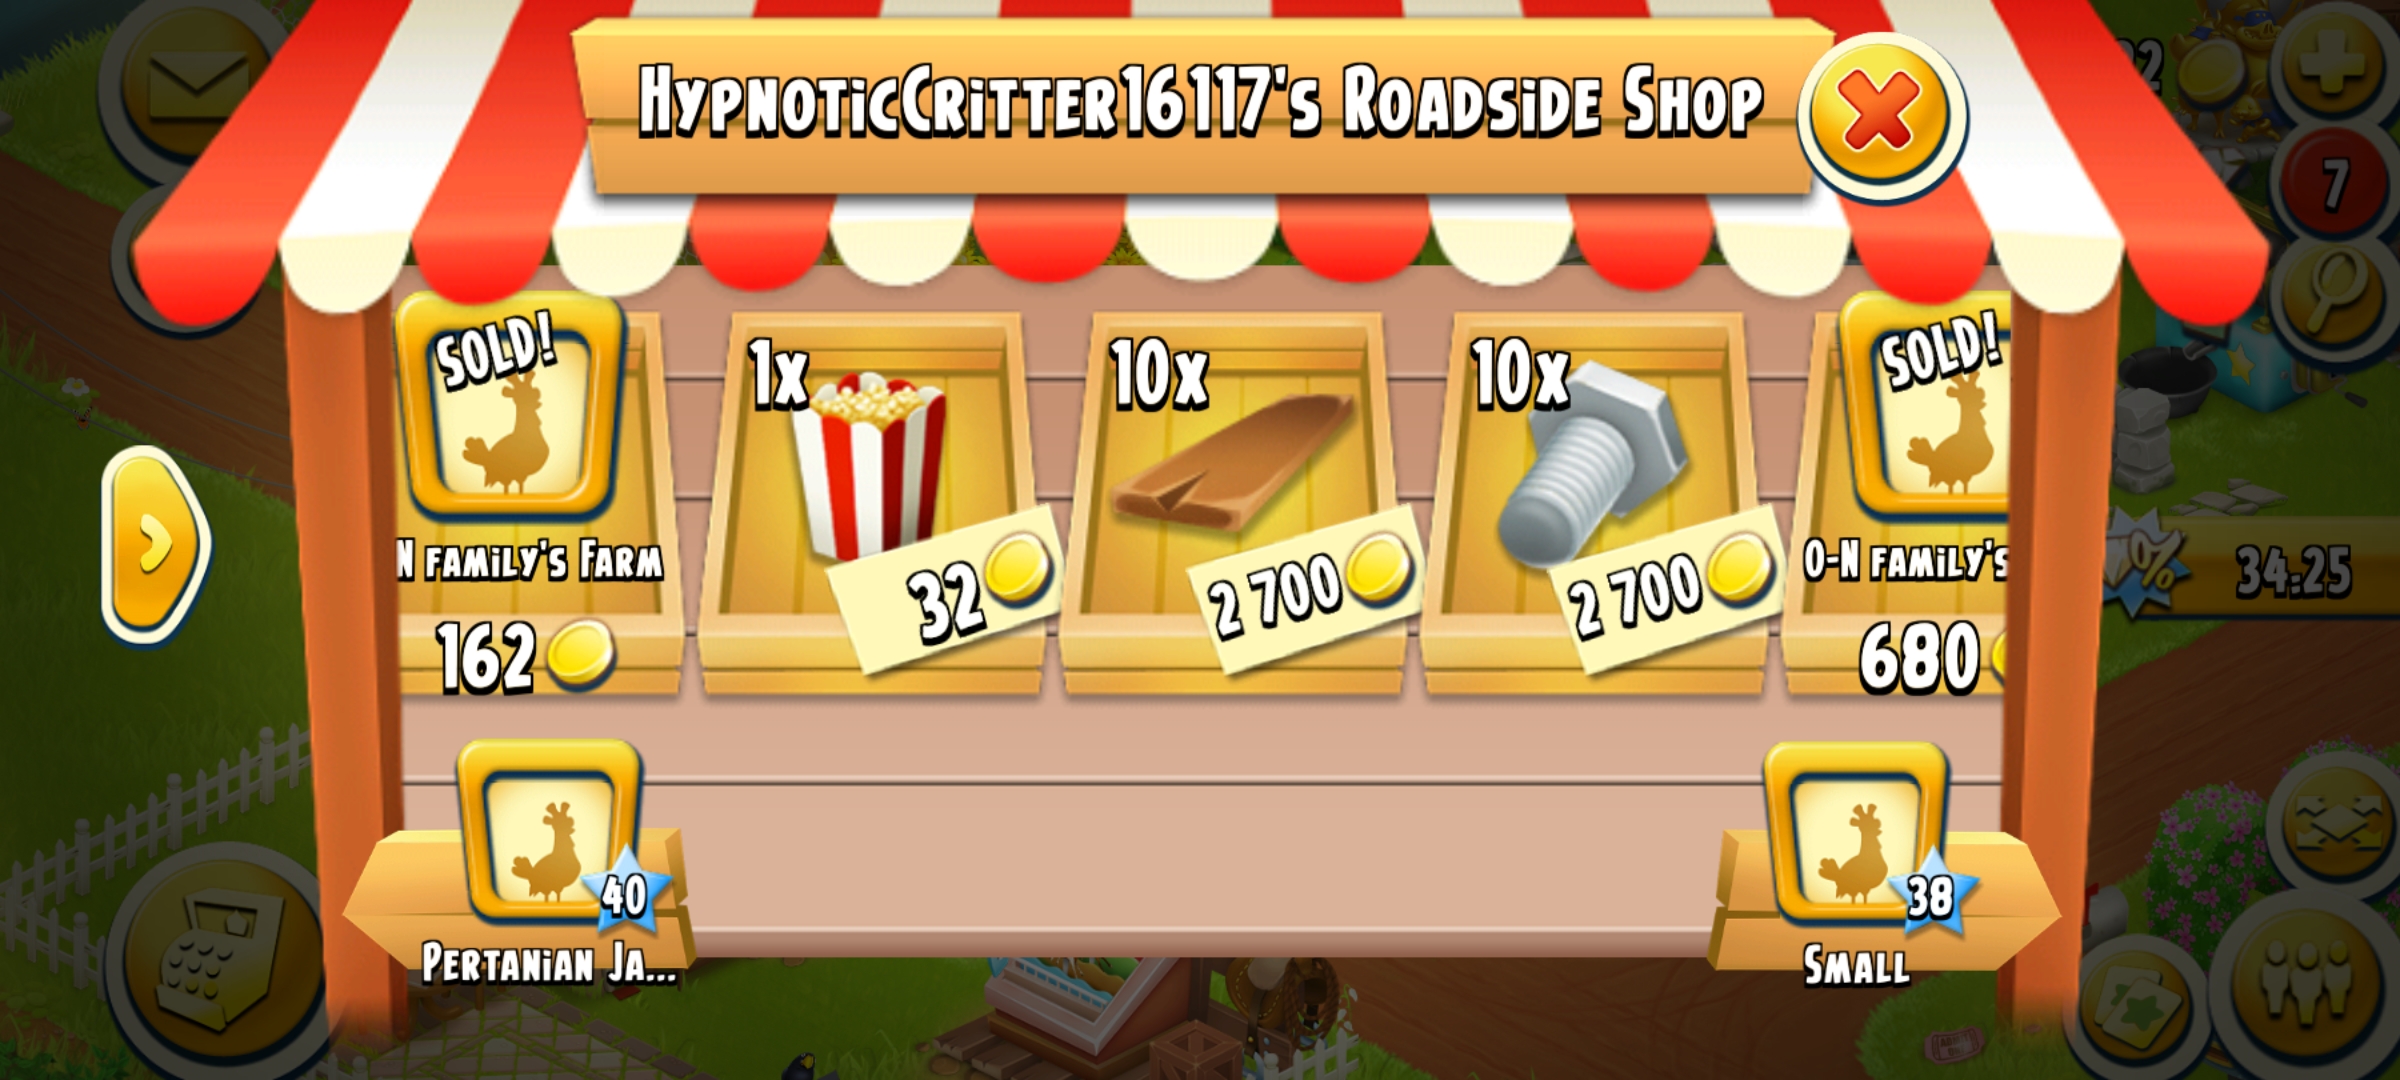 HypnoticCritter16117's Roadside Shop
7
SOLD!
1x
10x
10x
SOLD!
N family's Farm
O-N family's
32
2 700
2 700
162
680
34:25
40
38
Pertanian Ja...
Small